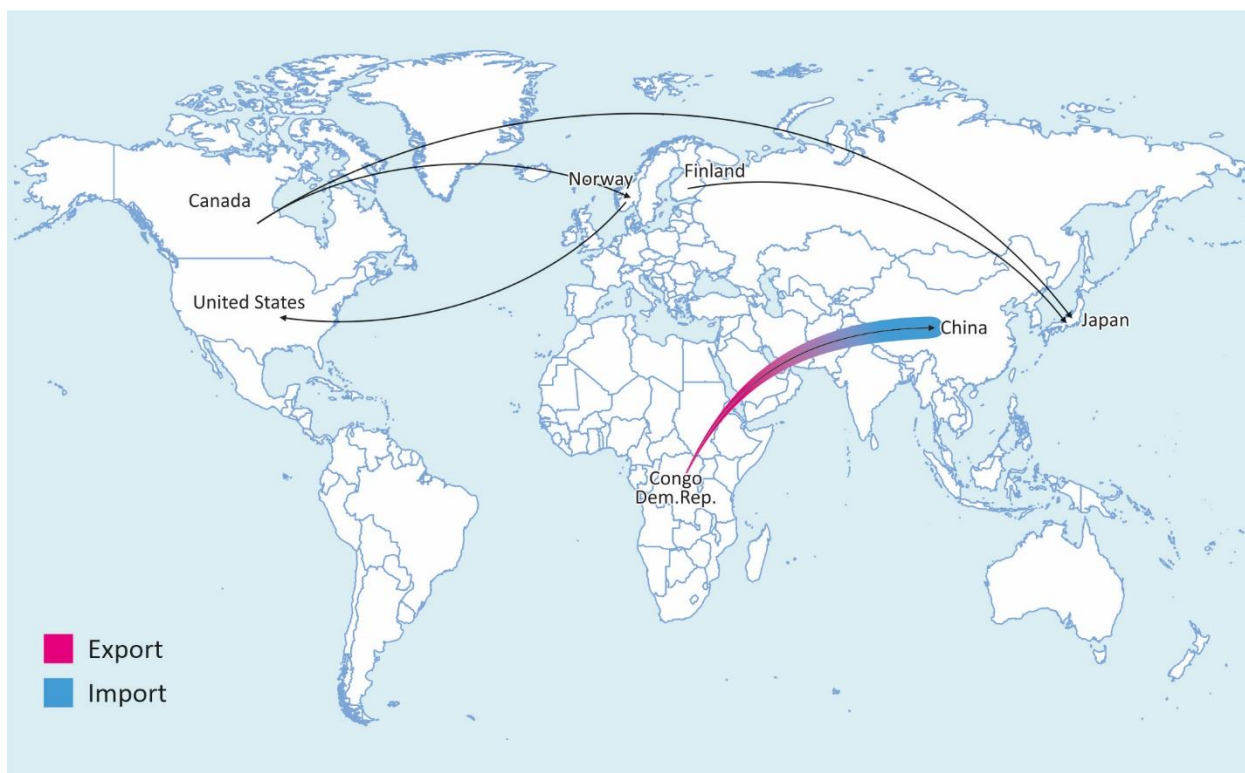 Norway
Finland
Canada
United States
China
Japan
Congo
Dem.Rep.
Export
Import